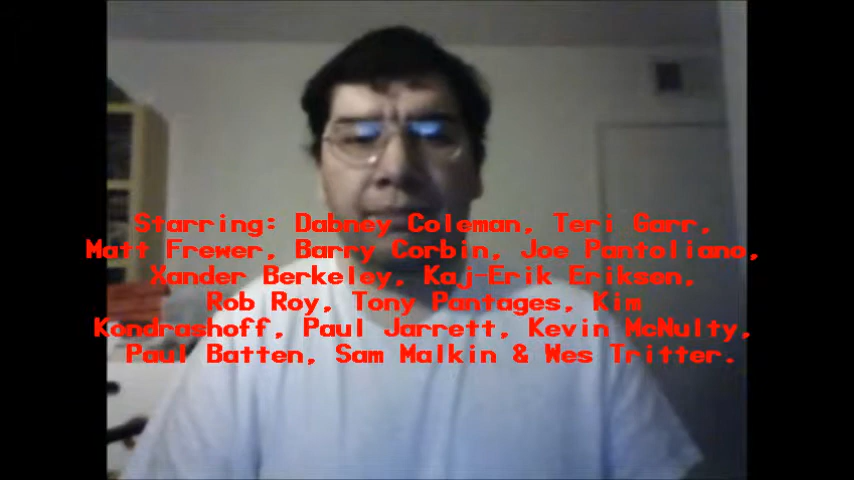 Starring: Dabney Coleman, Teri Garr,
Matt Frewer, Barry Corbin, Joe Pantoliano,
Xander Berkeley, Kaj-Erik Eriksen,
Rob Roy, Tony Pantages, Kim
Kondrashoff, Paul Jarrett, Kevin McNulty,
Paul Batten, Sam Malkin & Wes Tritter.